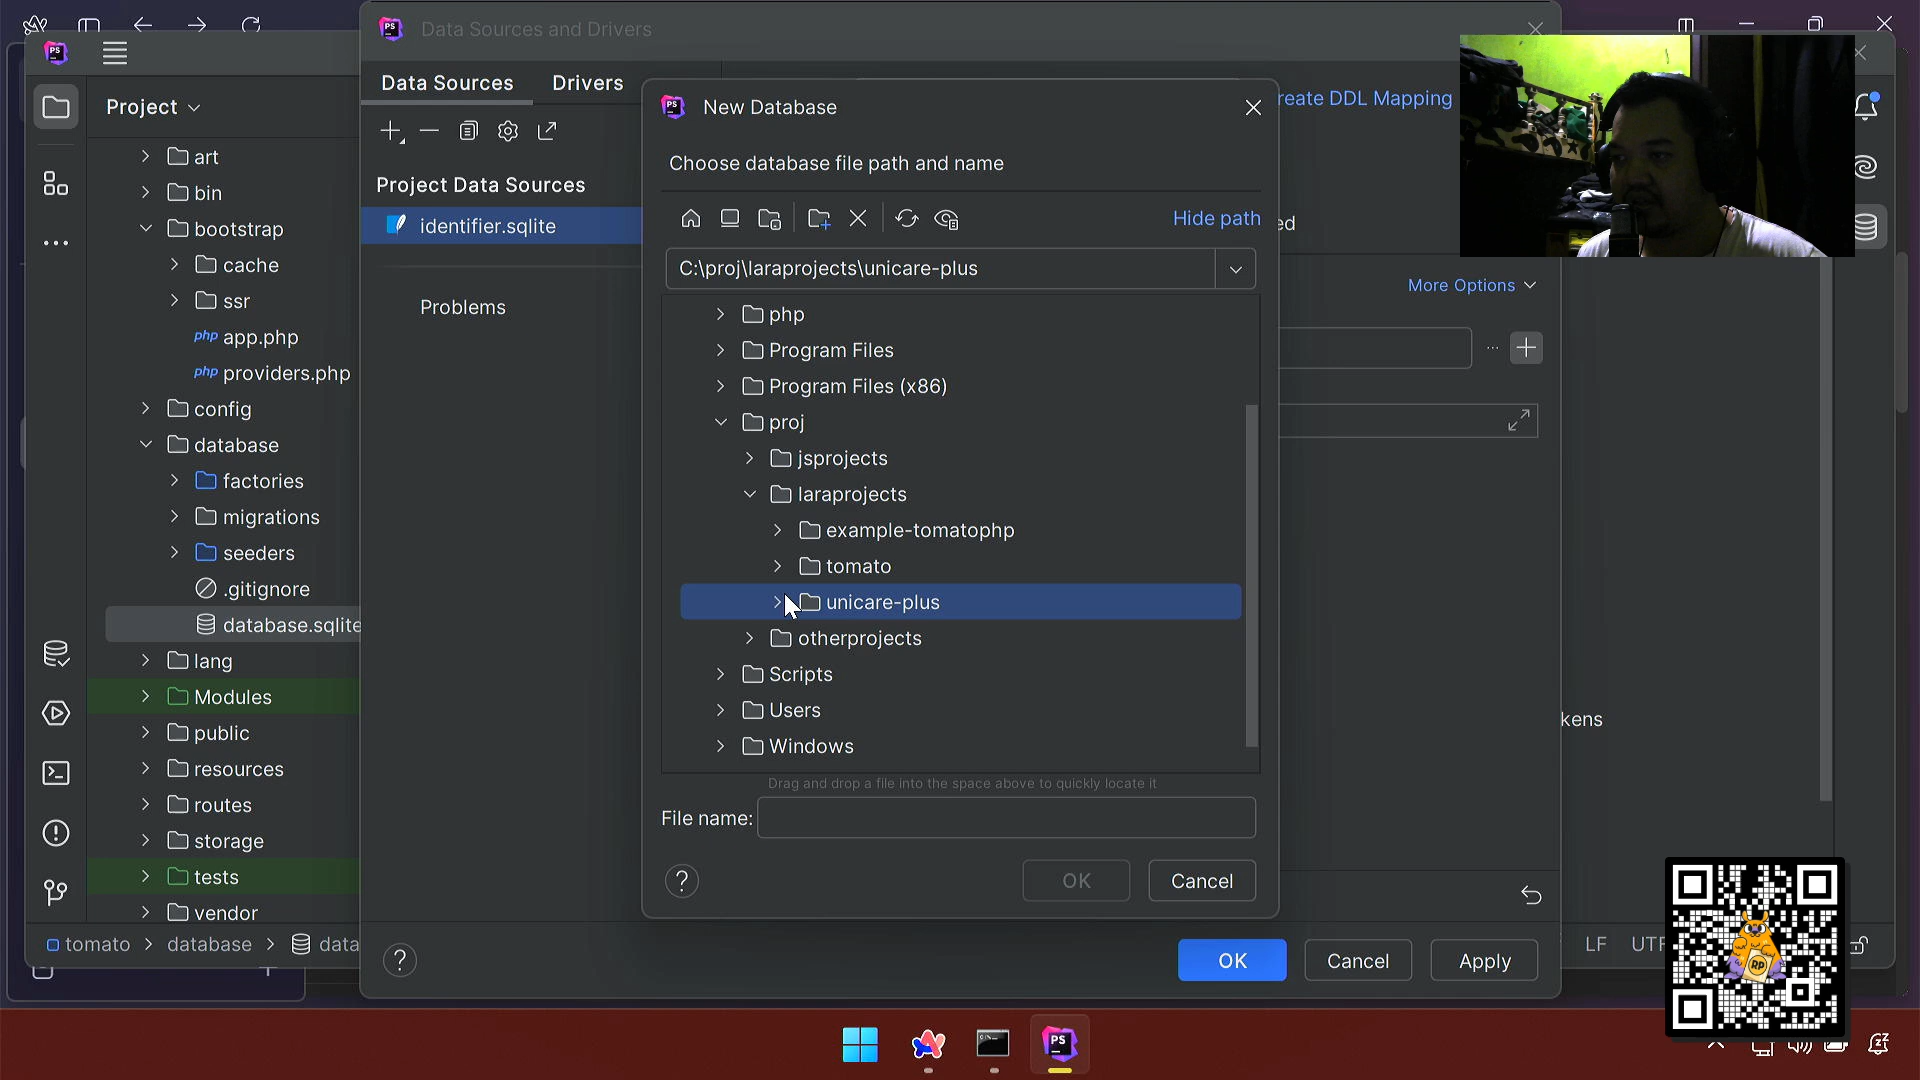 PS
Data Sources and Drivers
Data Sources
Drivers
Project Data Sources
identifier.sqlite
Problems
Project
art
bin
bootstrap
cache
ssr
php app.php
php providers.php
config
database
factories
migrations
seeders
.gitignore
database.sqlite
lang
Modules
public
resources
routes
storage
tests
vendor
tomato > database > data
PS
New Database
Choose database file path and name
Hide path
C:\proj\laraprojects\unicare-plus
php
Program Files
Program Files (x86)
proj
jsprojects
laraprojects
example-tomatophp
tomato
unicare-plus
otherprojects
Scripts
Users
Windows
Drag and drop a file into the space above to quickly locate it
File name:
? OK Cancel
reate DDL Mapping
ed
More Options
kens
? OK Cancel Apply
LF UTF
RP
PS